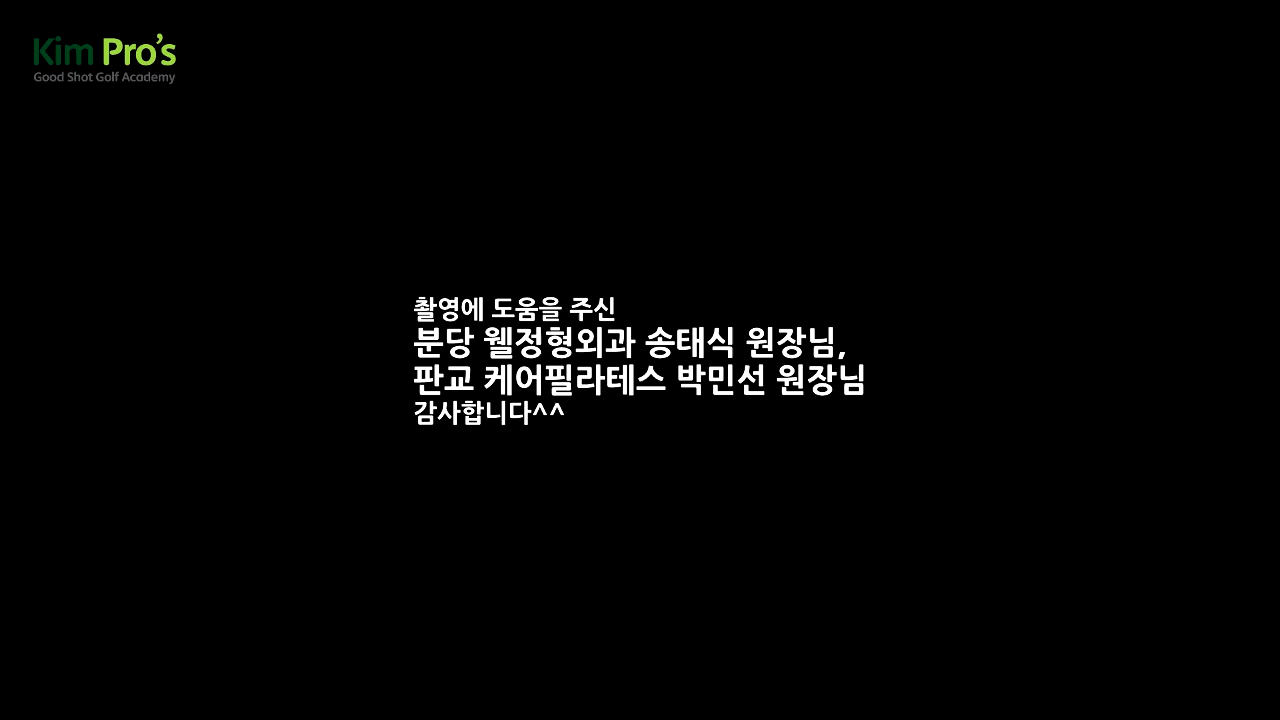 Kim Pro's
Good Shot Golf Academy
촬영에 도움을 주신
분당 웰정형외과 송태식 원장님,
판교 케어필라테스 박민선 원장님
감사합니다^^